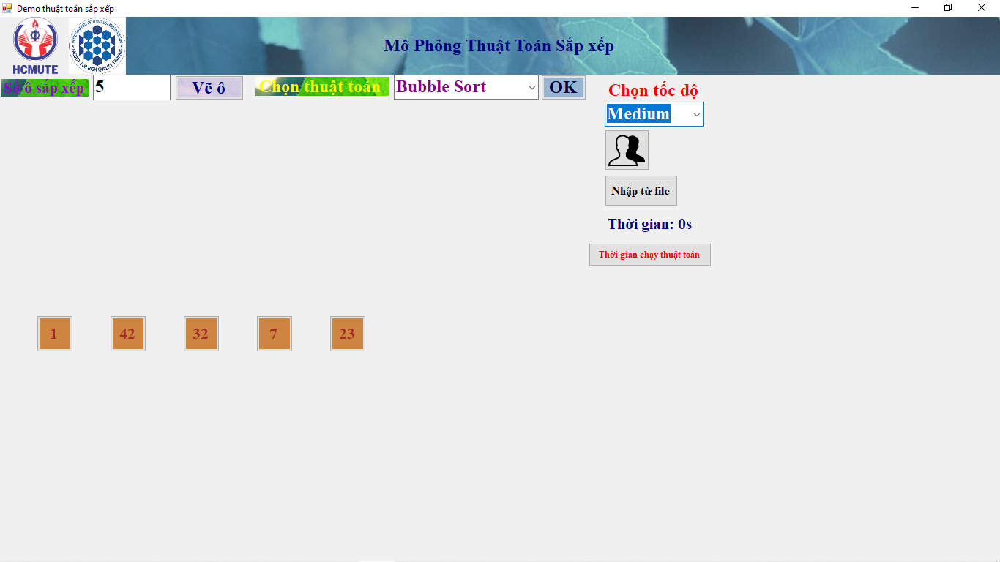 Demo thuật toán sắp xếp
HCMUTE
FACULTY FOR HIGH QUALITY TRAINING
Mô Phỏng Thuật Toán Sắp xếp
Số ô sáp xếp
5
Vẽ ô
Chọn thuật toán
Bubble Sort
OK
Chọn tốc độ
Medium
Nhập từ file
Thời gian: 0s
Thời gian chạy thuật toán
1 42 32 7 23